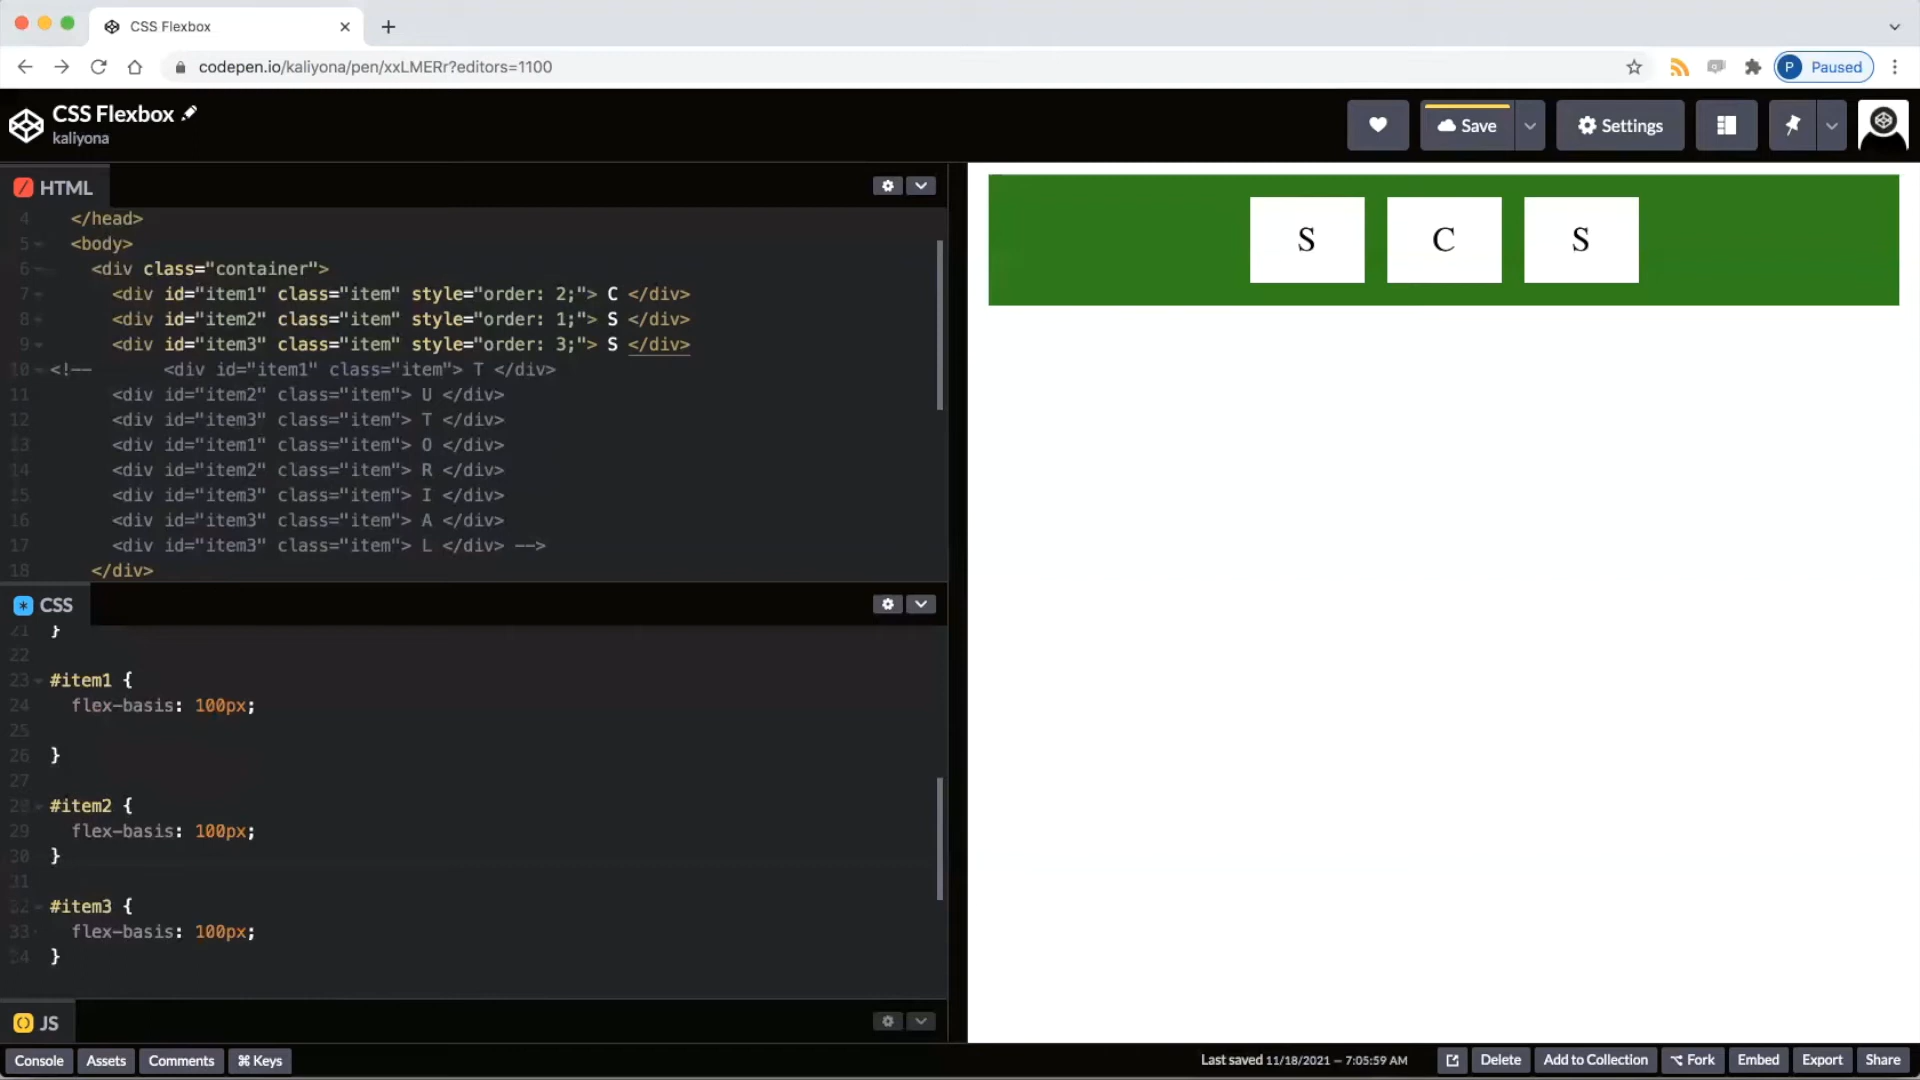 CSS Flexbox
codepen.io/kaliyona/pen/xxLMERr?editors=1100
P Paused
CSS Flexbox
kaliyona
Save
Settings
HTML
4 </head>
5 <body>
6 <div class="container">
7 <div id="item1" class="item" style="order: 2;"> C </div>
8 <div id="item2" class="item" style="order: 1;"> S </div>
9 <div id="item3" class="item" style="order: 3;"> S </div>
10 <!-- <div id="item1" class="item"> T </div>
11 <div id="item2" class="item"> U </div>
12 <div id="item3" class="item"> T </div>
13 <div id="item1" class="item"> O </div>
14 <div id="item2" class="item"> R </div>
15 <div id="item3" class="item"> I </div>
16 <div id="item3" class="item"> A </div>
17 <div id="item3" class="item"> L </div> -->
18 </div>
CSS
21 }
22
23 #item1 {
24 flex-basis: 100px;
25
26 }
27
28 #item2 {
29 flex-basis: 100px;
30 }
31
32 #item3 {
33 flex-basis: 100px;
34 }
JS
S C S
Console Assets Comments ⌘ Keys
Last saved 11/18/2021 — 7:05:59 AM
Delete Add to Collection ⌥ Fork Embed Export Share